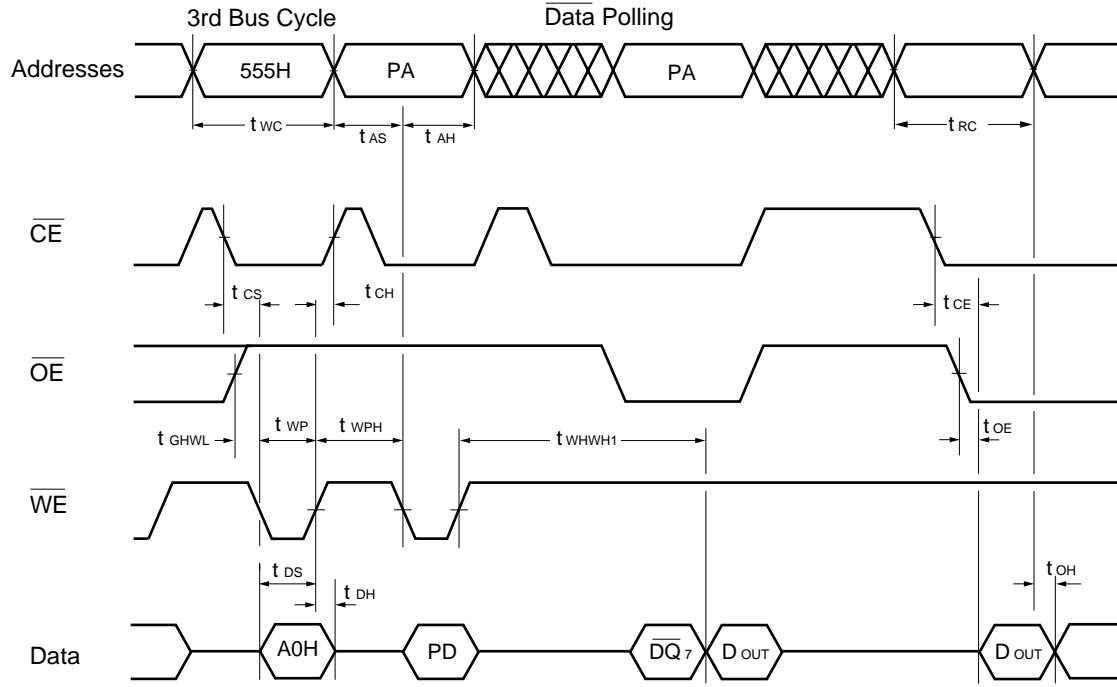 3rd Bus Cycle Data Polling
Addresses 555H PA PA
t WC t AS t AH t RC
CE
t CS t CH t CE
OE
t GHWL t WP t WPH t WHWH1 t OE
WE
t DS t DH t OH
Data A0H PD DQ 7 D OUT D OUT